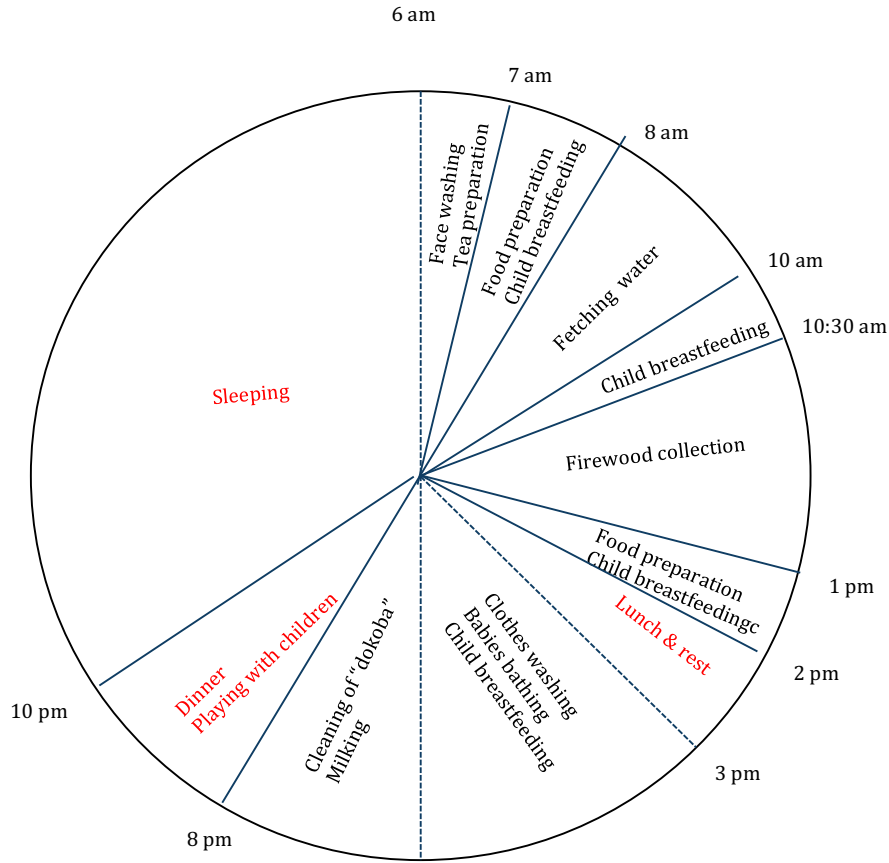 6 am
7 am
8 am
10 am
10:30 am
1 pm
2 pm
3 pm
8 pm
10 pm
Face washing
Tea preparation
Food preparation
Child breastfeeding
Fetching water
Child breastfeeding
Firewood collection
Food preparation
Child breastfeedingc
Lunch & rest
Clothes washing
Babies bathing
Child breastfeeding
Cleaning of “dokoba”
Milking
Dinner
Playing with children
Sleeping